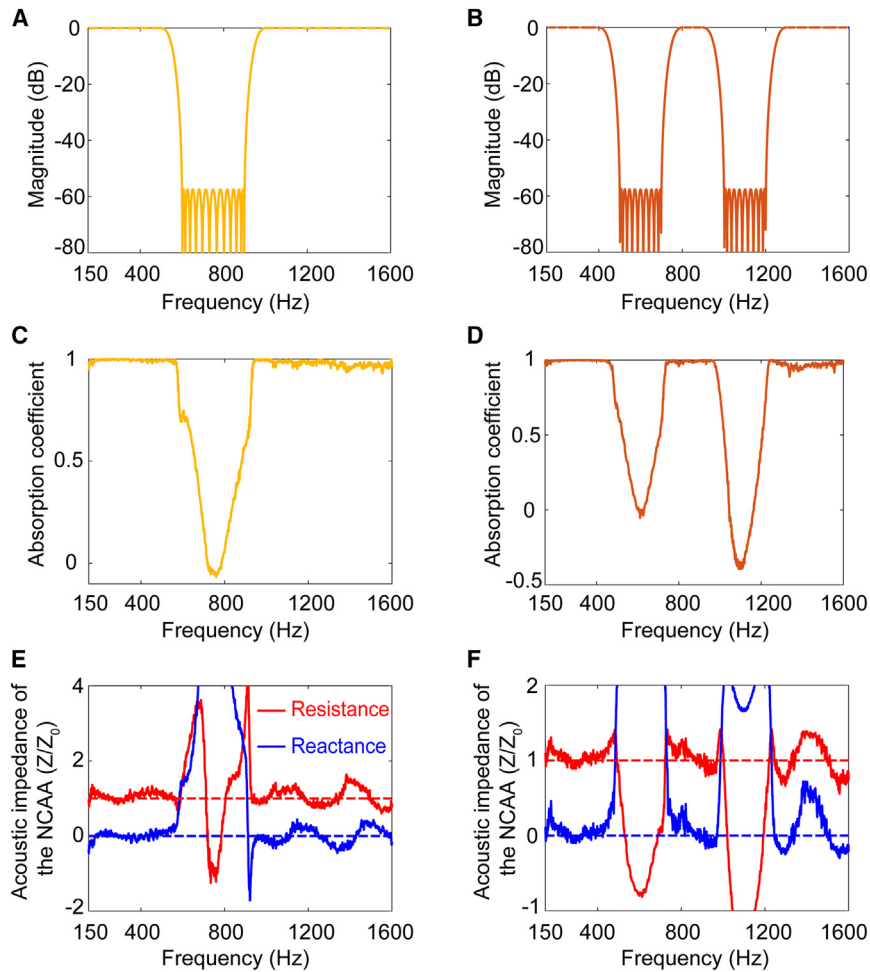 A
Magnitude (dB)
0
-20
-40
-60
-80
150 400 800 1200 1600
Frequency (Hz)
B
Magnitude (dB)
0
-20
-40
-60
-80
150 400 800 1200 1600
Frequency (Hz)
C
Absorption coefficient
1
0.5
0
150 400 800 1200 1600
Frequency (Hz)
D
Absorption coefficient
1
0.5
0
-0.5
150 400 800 1200 1600
Frequency (Hz)
E
Acoustic impedance of
the NCAA (Z/Z0)
4
2
0
-2
Resistance
Reactance
150 400 800 1200 1600
Frequency (Hz)
F
Acoustic impedance of
the NCAA (Z/Z0)
2
1
0
-1
150 400 800 1200 1600
Frequency (Hz)